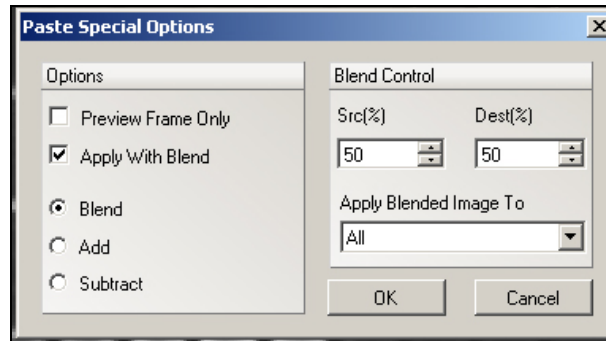 Paste Special Options
Options
Preview Frame Only
Apply With Blend
Blend
Add
Subtract
Blend Control
Src(%) Dest(%)
50 50
Apply Blended Image To
All
OK Cancel